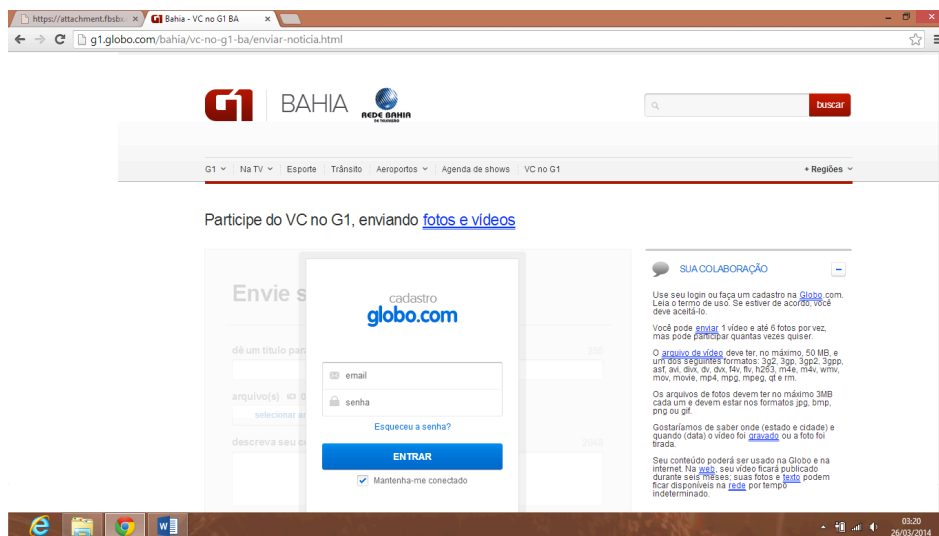 https://attachment.fbsbx.
Bahia - VC no G1 BA
g1.globo.com/bahia/vc-no-g1-ba/enviar-noticia.html
G1 BAHIA REDE BAHIA
DE TELEVISÃO
buscar
G1 Na TV Esporte Trânsito Aeroportos Agenda de shows VC no G1 + Regiões
Participe do VC no G1, enviando fotos e vídeos
Envie s
dê um título para
arquivo(s)
selecionar ar
descreva seu co
cadastro
globo.com
email
senha
Esqueceu a senha?
ENTRAR
Mantenha-me conectado
SUA COLABORAÇÃO
Use seu login ou faça um cadastro na Globo.com.
Leia o termo de uso. Se estiver de acordo, você
deve aceitá-lo.
Você pode enviar 1 vídeo e até 6 fotos por vez,
mas pode participar quantas vezes quiser.
O arquivo de vídeo deve ter, no máximo, 50 MB, e
um dos seguintes formatos: 3g2, 3gp, 3gp2, 3gpp,
asf, avi, divx, dv, dvx, f4v, flv, h263, m4e, m4v, wmv,
mov, movie, mp4, mpg, mpeg, qt e rm.
Os arquivos de fotos devem ter no máximo 3MB
cada um e devem estar nos formatos jpg, bmp,
png ou gif.
Gostaríamos de saber onde (estado e cidade) e
quando (data) o vídeo foi gravado ou a foto foi
tirada.
Seu conteúdo poderá ser usado na Globo e na
internet. Na web, seu vídeo ficará publicado
durante seis meses; suas fotos e texto podem
ficar disponíveis na rede por tempo
indeterminado.
03:20
26/03/2014